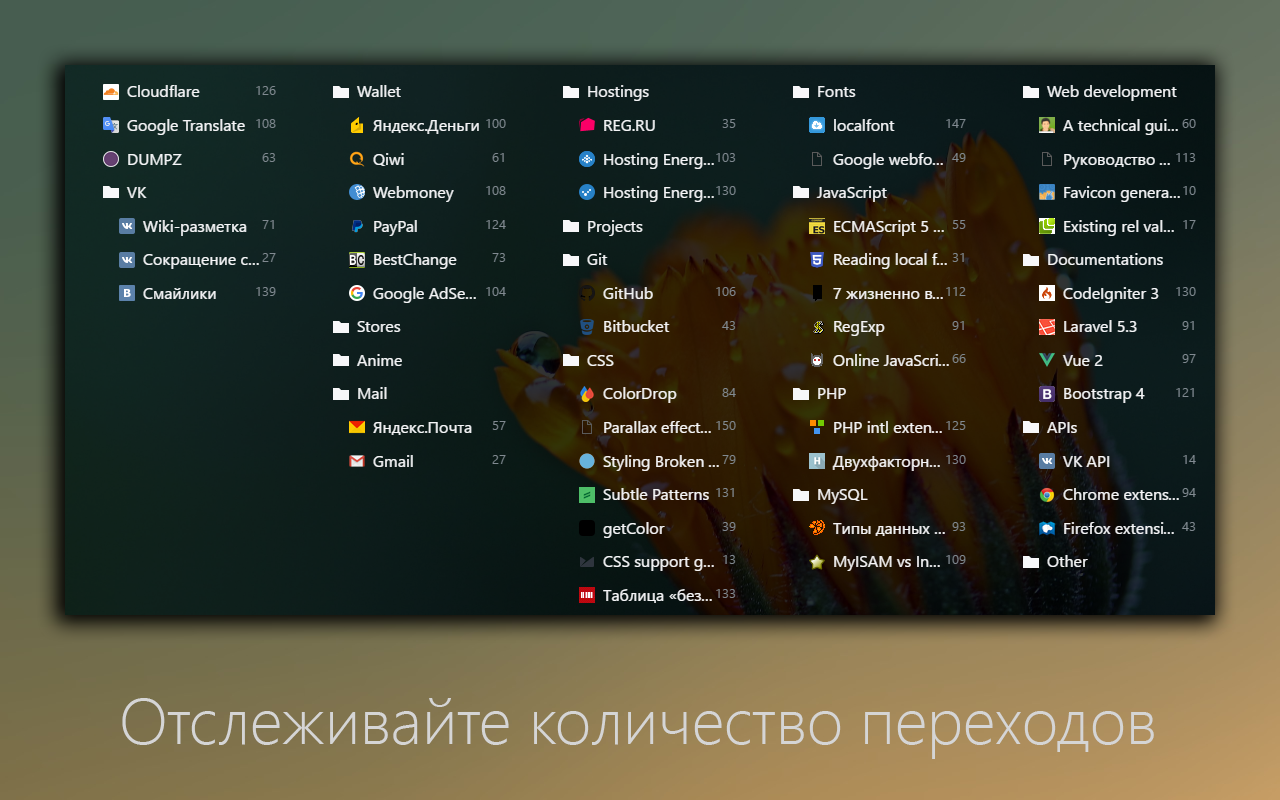 Cloudflare 126
Google Translate 108
DUMPZ 63
VK
Wiki-разметка 71
Сокращение с... 27
Смайлики 139
Wallet
Яндекс.Деньги 100
Qiwi 61
Webmoney 108
PayPal 124
BestChange 73
Google AdSe... 104
Stores
Anime
Mail
Яндекс.Почта 57
Gmail 27
Hostings
REG.RU 35
Hosting Energ... 103
Hosting Energ... 130
Projects
Git
GitHub 106
Bitbucket 43
CSS
ColorDrop 84
Parallax effect... 150
Styling Broken ... 79
Subtle Patterns 131
getColor 39
CSS support g... 13
Таблица «без... 133
Fonts
localfont 147
Google webfo... 49
JavaScript
ECMAScript 5 ... 55
Reading local f... 31
7 жизненно в... 112
RegExp 91
Online JavaScri... 66
PHP
PHP intl exten... 125
Двухфакторн... 130
MySQL
Типы данных ... 93
MyISAM vs In... 109
Web development
A technical gui... 60
Руководство ... 113
Favicon genera... 10
Existing rel val... 17
Documentations
CodeIgniter 3 130
Laravel 5.3 91
Vue 2 97
Bootstrap 4 121
APIs
VK API 14
Chrome extens... 94
Firefox extensi... 43
Other
Отслеживайте количество переходов